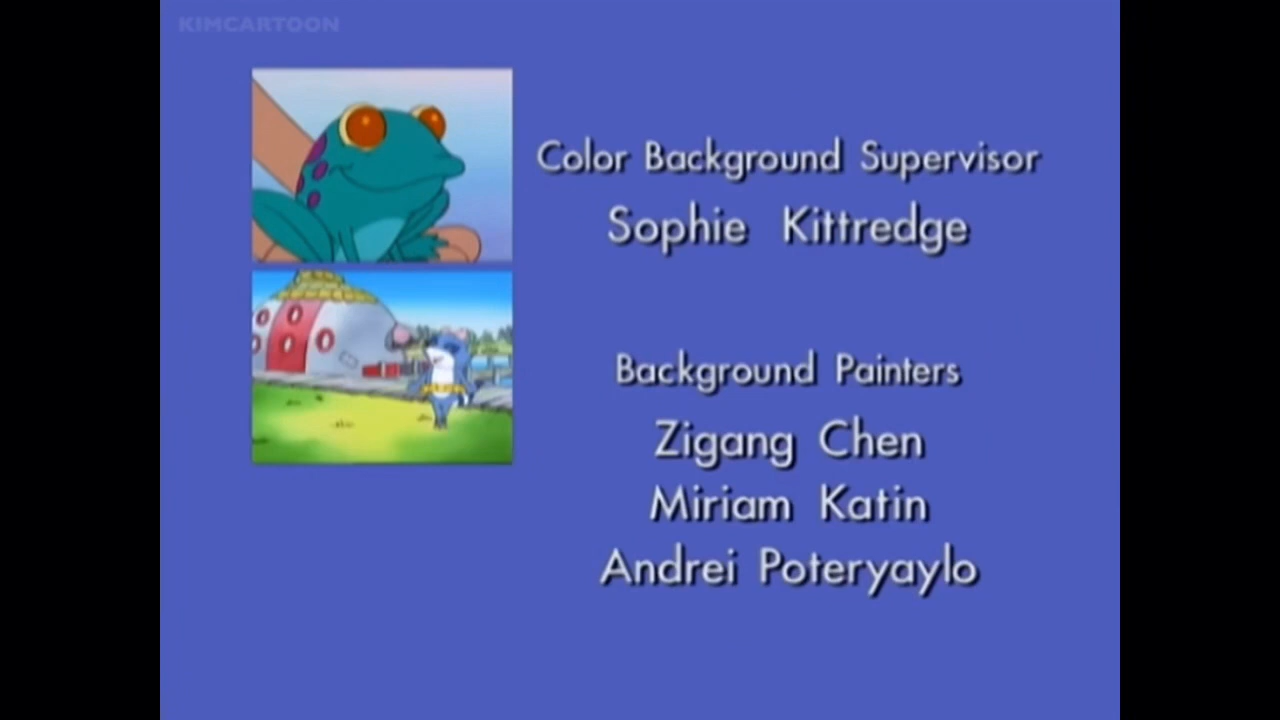 KIMCARTOON
Color Background Supervisor
Sophie Kittredge
Background Painters
Zigang Chen
Miriam Katin
Andrei Poteryaylo